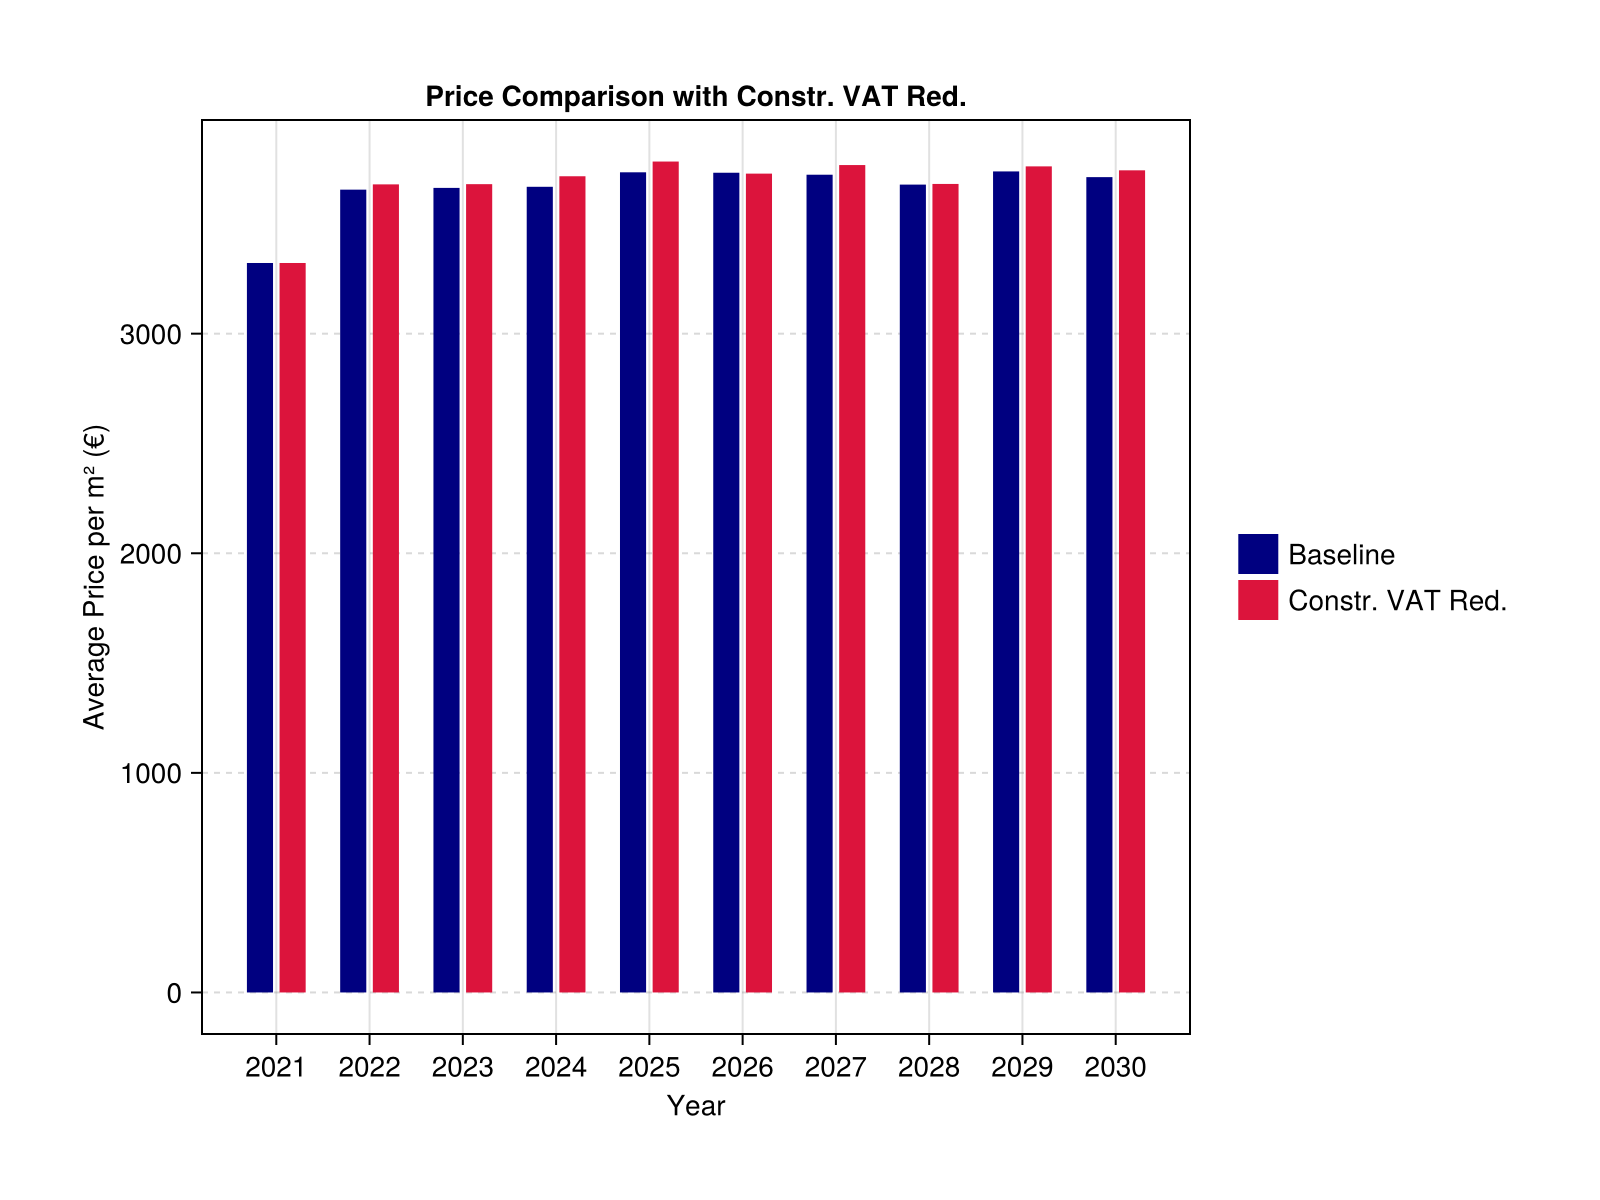 Price Comparison with Constr. VAT Red.
Average Price per m² (€)
3000
2000
1000
0
2021 2022 2023 2024 2025 2026 2027 2028 2029 2030
Year
Baseline
Constr. VAT Red.